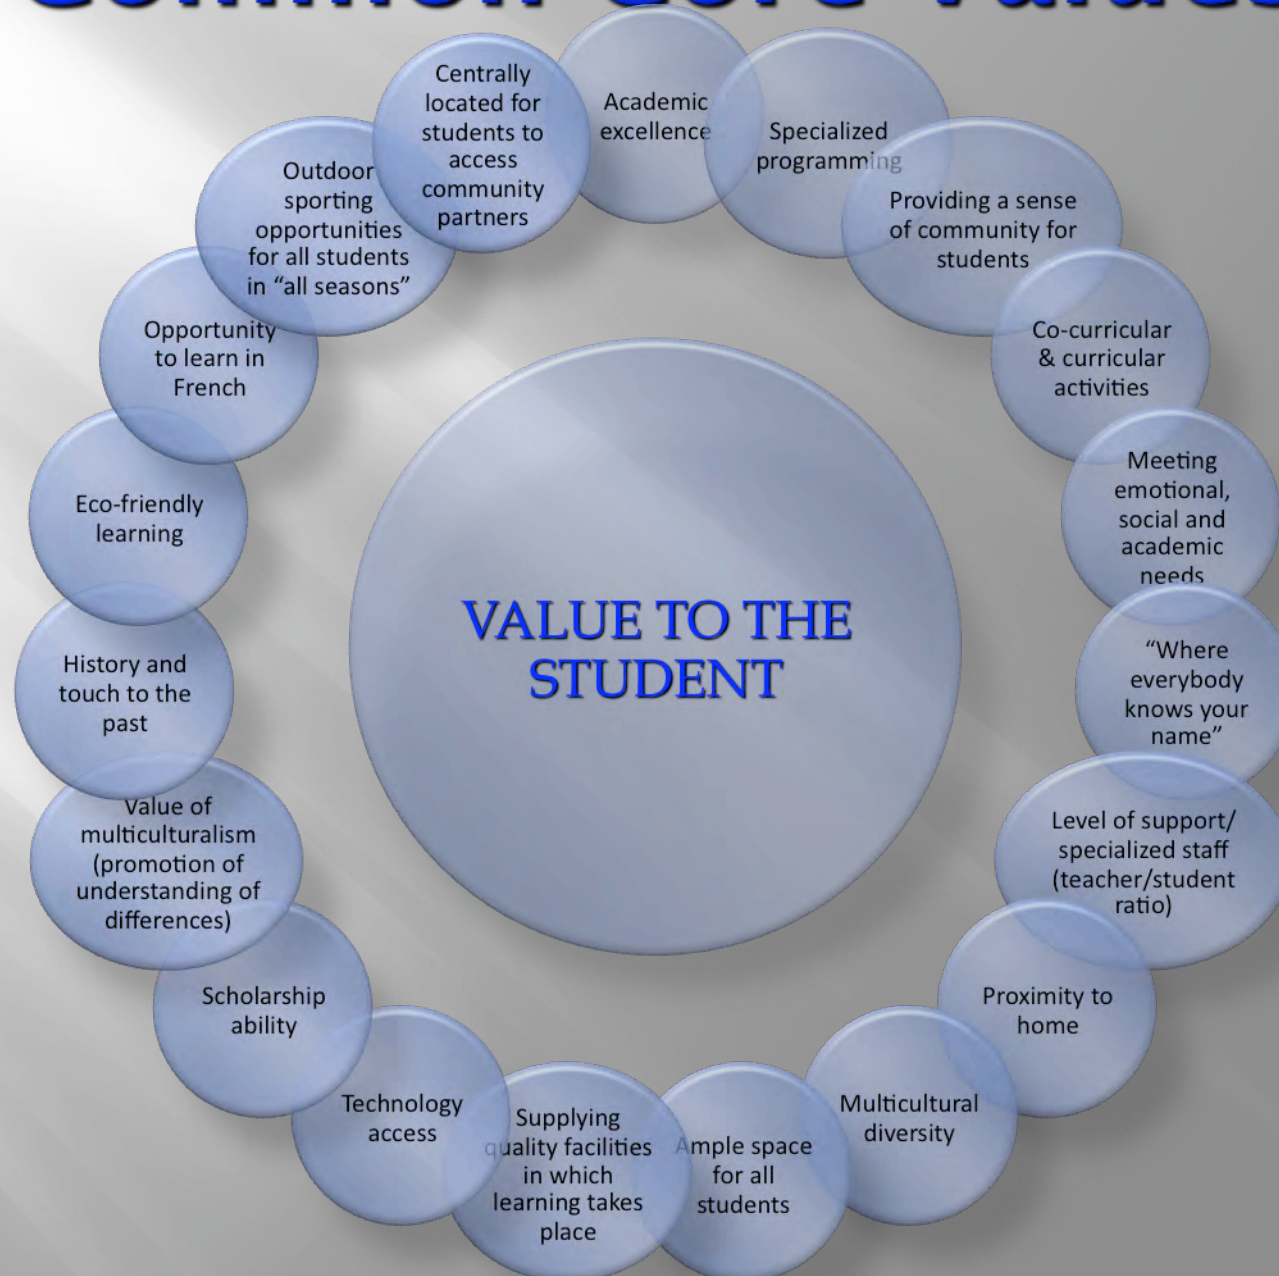 Common Core Values
VALUE TO THE
STUDENT
Academic
excellence
Specialized
programming
Providing a sense
of community for
students
Co-curricular
& curricular
activities
Meeting
emotional,
social and
academic
needs
“Where
everybody
knows your
name”
Level of support/
specialized staff
(teacher/student
ratio)
Proximity to
home
Multicultural
diversity
Ample space
for all
students
Supplying
quality facilities
in which
learning takes
place
Technology
access
Scholarship
ability
Value of
multiculturalism
(promotion of
understanding of
differences)
History and
touch to the
past
Eco-friendly
learning
Opportunity
to learn in
French
Outdoor
sporting
opportunities
for all students
in “all seasons”
Centrally
located for
students to
access
community
partners